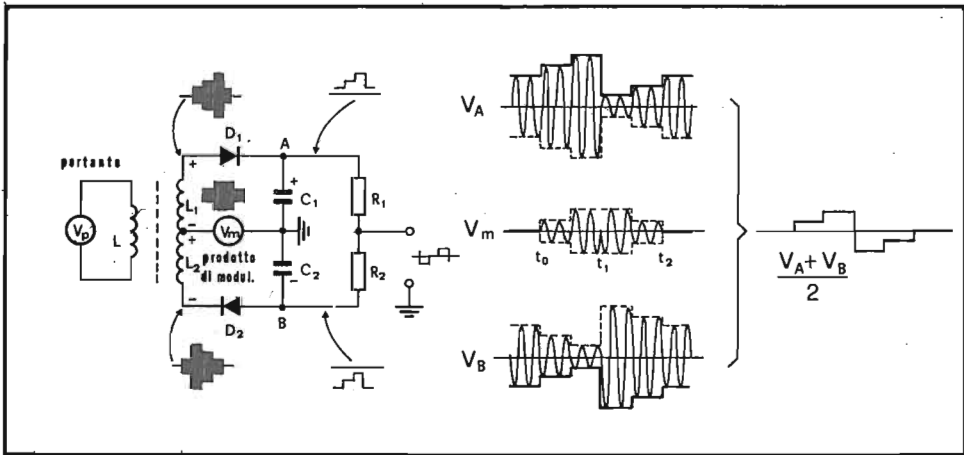 portante
Vp
L
L1
L2
+
−
+
−
D1
D2
Vm
prodotto
di modul.
A
B
+
C1
C2
−
R1
R2
VA
Vm
t0
t1
t2
VB
VA + VB
2